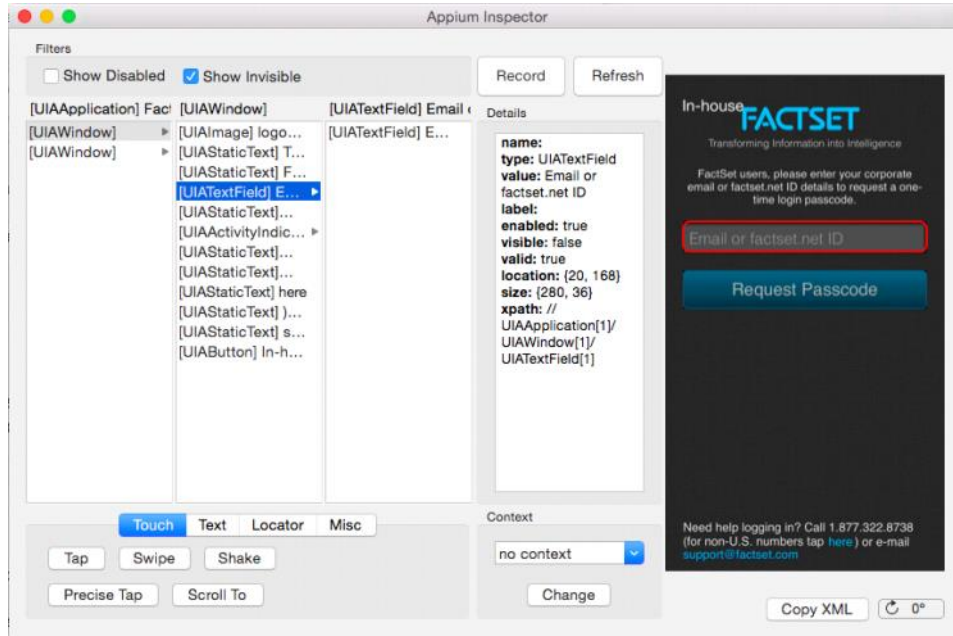 Appium Inspector
Filters
Show Disabled
Show Invisible
Record
Refresh
[UIAApplication] Fac
[UIAWindow]
[UIATextField] Email
[UIAWindow]
[UIAWindow]
[UIAImage] logo...
[UIAStaticText] T...
[UIAStaticText] F...
[UIATextField] E...
[UIAStaticText]...
[UIAActivityIndic...
[UIAStaticText]...
[UIAStaticText]...
[UIAStaticText] here
[UIAStaticText] )...
[UIAStaticText] s...
[UIAButton] In-h...
[UIATextField] E...
Details
name:
type: UIATextField
value: Email or
factset.net ID
label:
enabled: true
visible: false
valid: true
location: {20, 168}
size: {280, 36}
xpath: //
UIAApplication[1]/
UIAWindow[1]/
UIATextField[1]
In-house
FACTSET
Transforming Information into Intelligence
FactSet users, please enter your corporate
email or factset.net ID details to request a one-
time login passcode.
Email or factset.net ID
Request Passcode
Need help logging in? Call 1.877.322.8738
(for non-U.S. numbers tap here) or e-mail
support@factset.com
Touch
Text
Locator
Misc
Tap
Swipe
Shake
Precise Tap
Scroll To
Context
no context
Change
Copy XML
0°